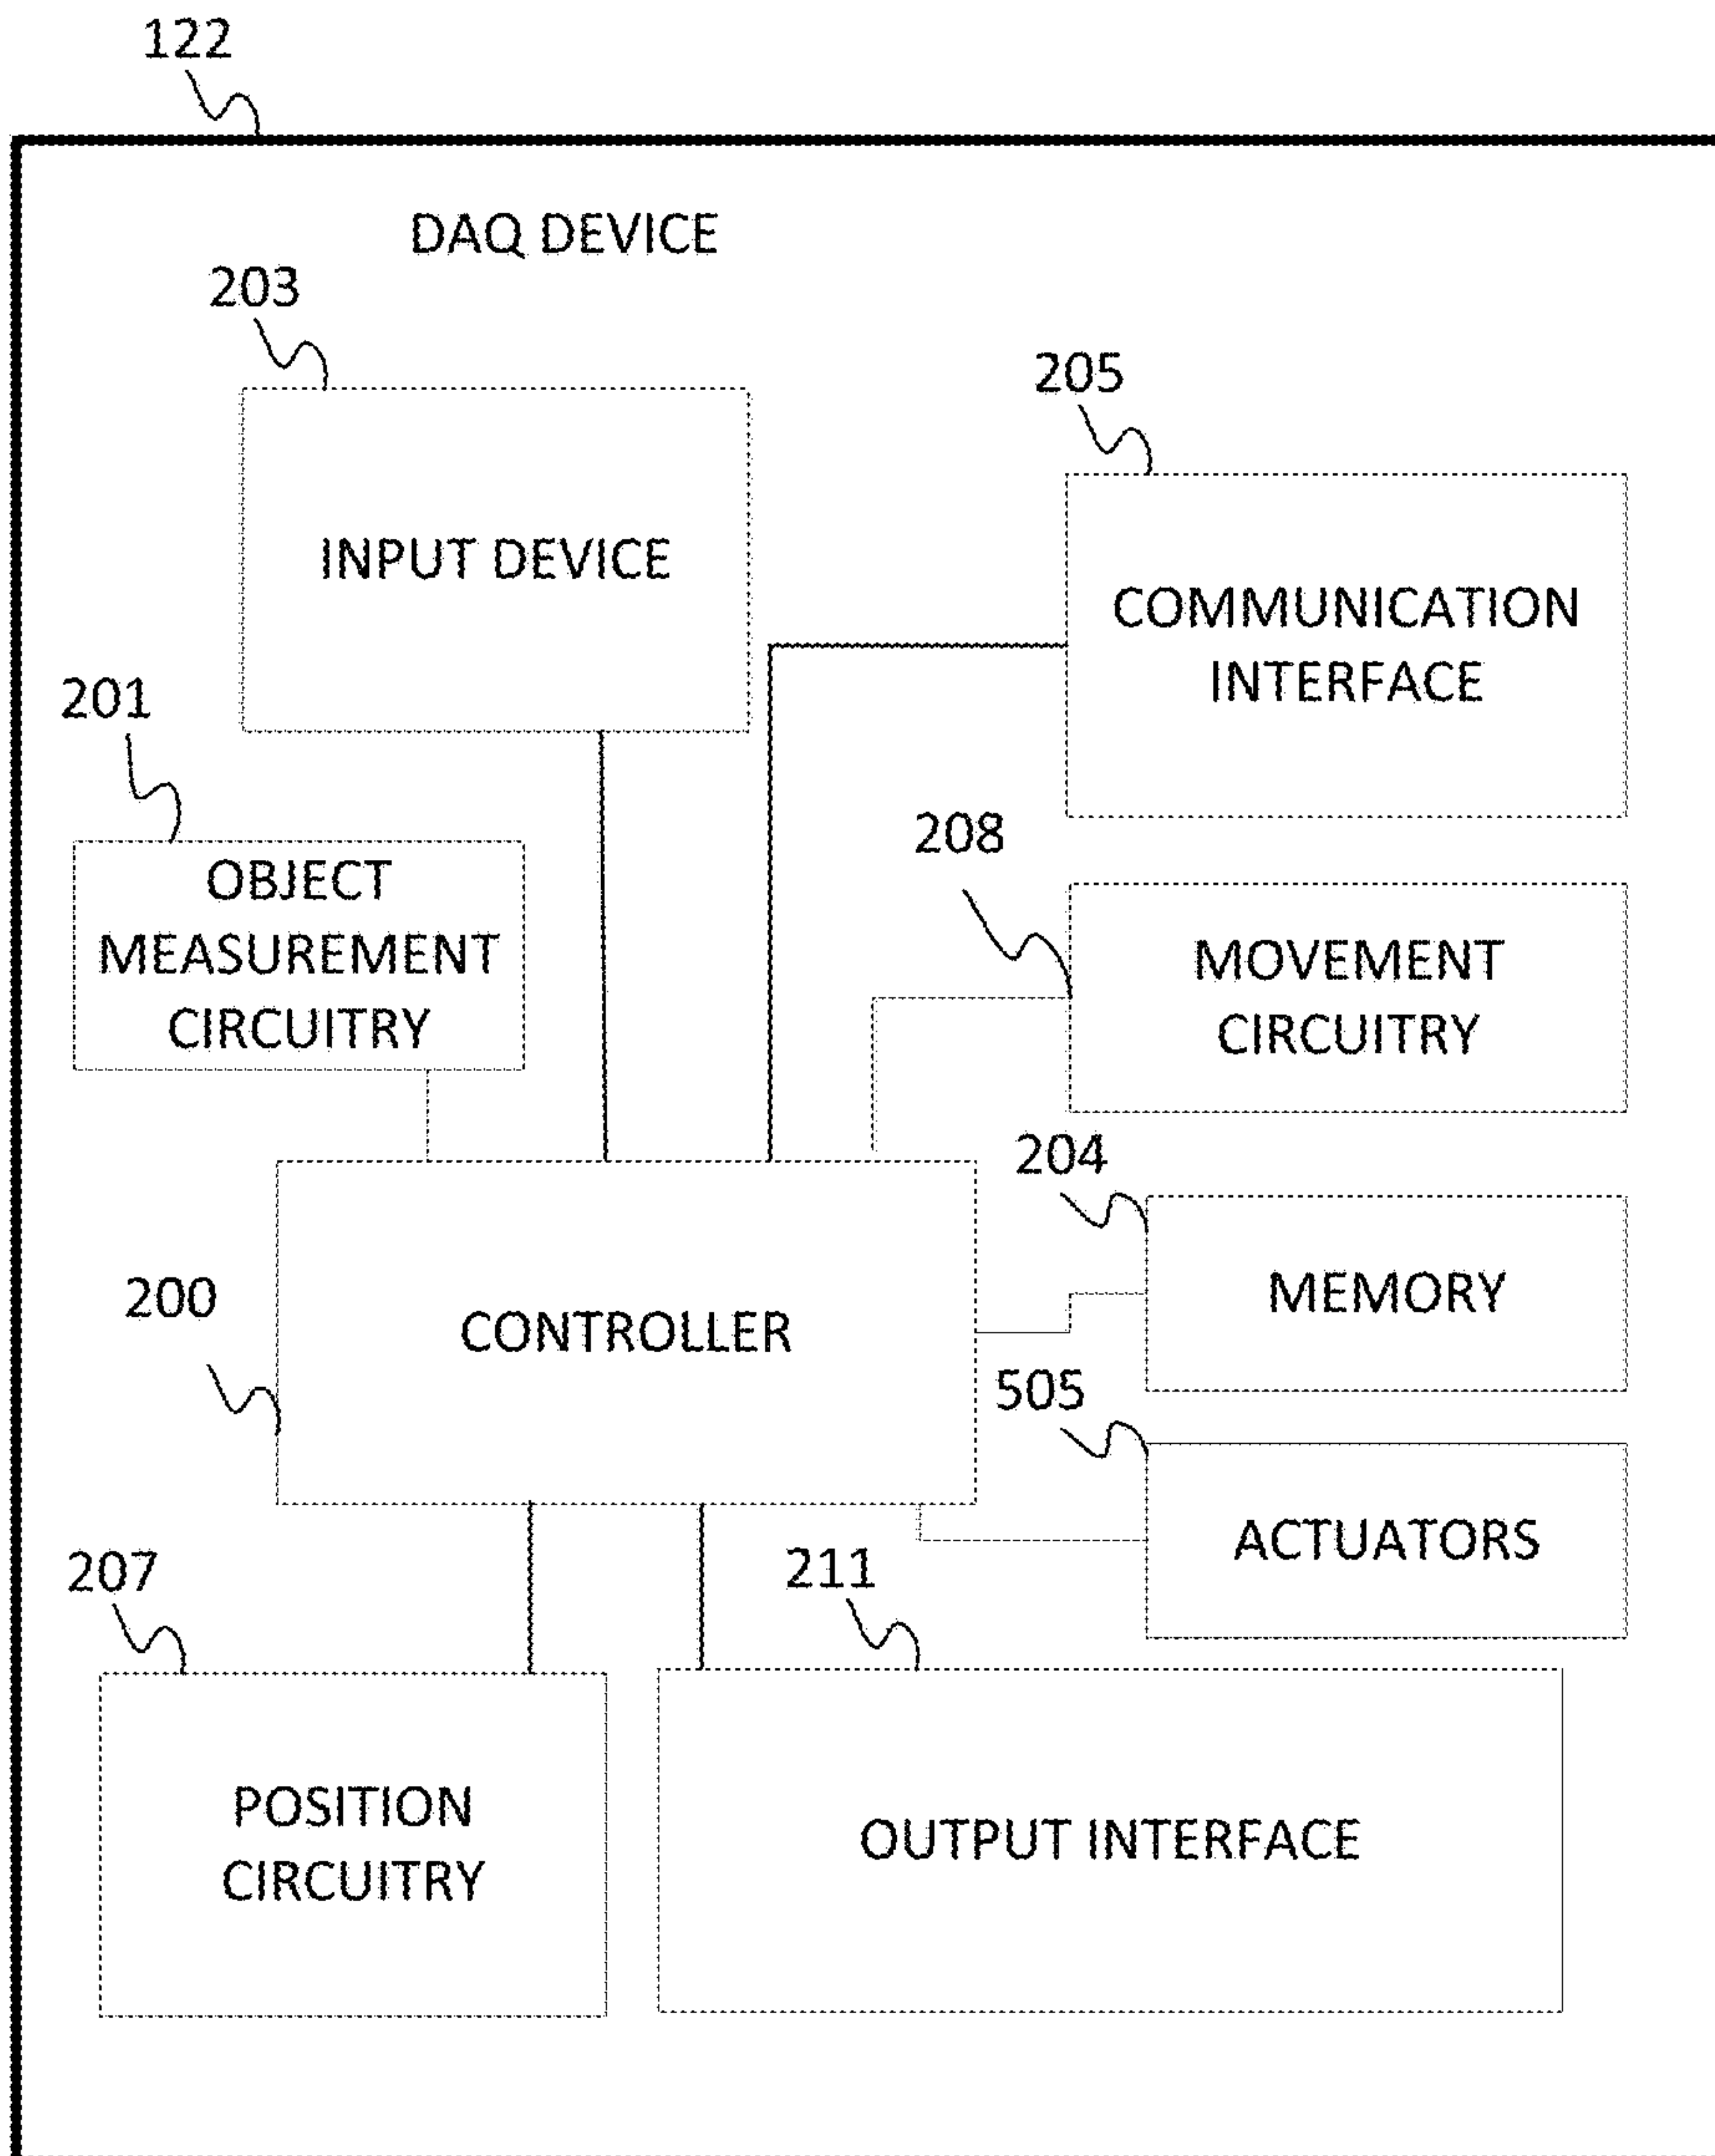 122
DAQ DEVICE
203
INPUT DEVICE
205
COMMUNICATION
INTERFACE
201
OBJECT
MEASUREMENT
CIRCUITRY
208
MOVEMENT
CIRCUITRY
204
MEMORY
200
CONTROLLER
505
ACTUATORS
207
POSITION
CIRCUITRY
211
OUTPUT INTERFACE